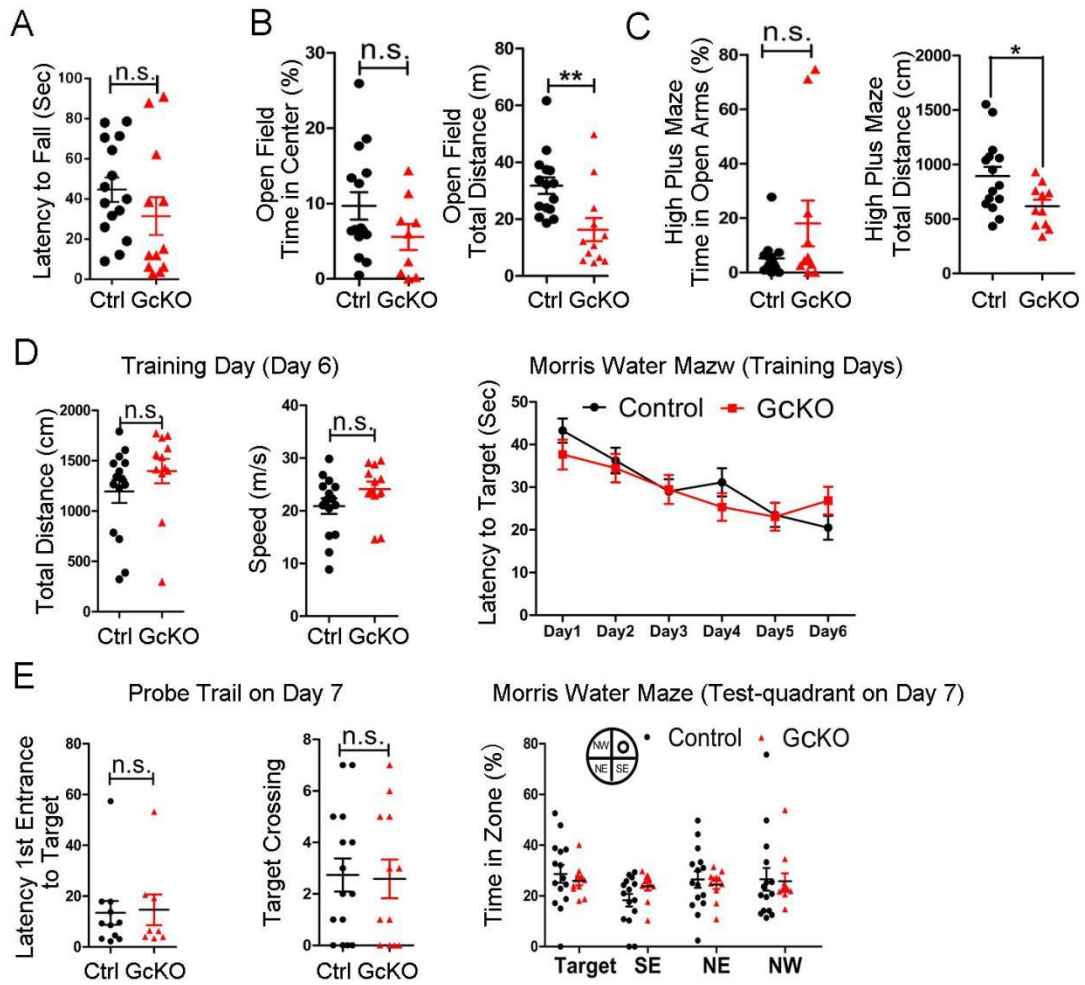 A
n.s.
Latency to Fall (Sec)
100
80
60
40
20
0
Ctrl GcKO
B
n.s.
Open Field
Time in Center (%)
30
20
10
0
Ctrl GcKO
**
Open Field
Total Distance (m)
80
60
40
20
0
Ctrl GcKO
C
n.s.
High Plus Maze
Time in Open Arms (%)
80
60
40
20
0
Ctrl GcKO
*
High Plus Maze
Total Distance (cm)
2000
1500
1000
500
0
Ctrl GcKO
D
Training Day (Day 6)
n.s.
Total Distance (cm)
2000
1500
1000
500
0
Ctrl GcKO
n.s.
Speed (m/s)
40
30
20
10
0
Ctrl GcKO
Morris Water Mazw (Training Days)
Control GcKO
Latency to Target (Sec)
50
40
30
20
10
0
Day1 Day2 Day3 Day4 Day5 Day6
E
Probe Trail on Day 7
n.s.
Latency 1st Entrance
to Target
80
60
40
20
0
Ctrl GcKO
n.s.
Target Crossing
8
6
4
2
0
Ctrl GcKO
Morris Water Maze (Test-quadrant on Day 7)
NW
NE SE
Control GcKO
Time in Zone (%)
80
60
40
20
0
Target SE NE NW